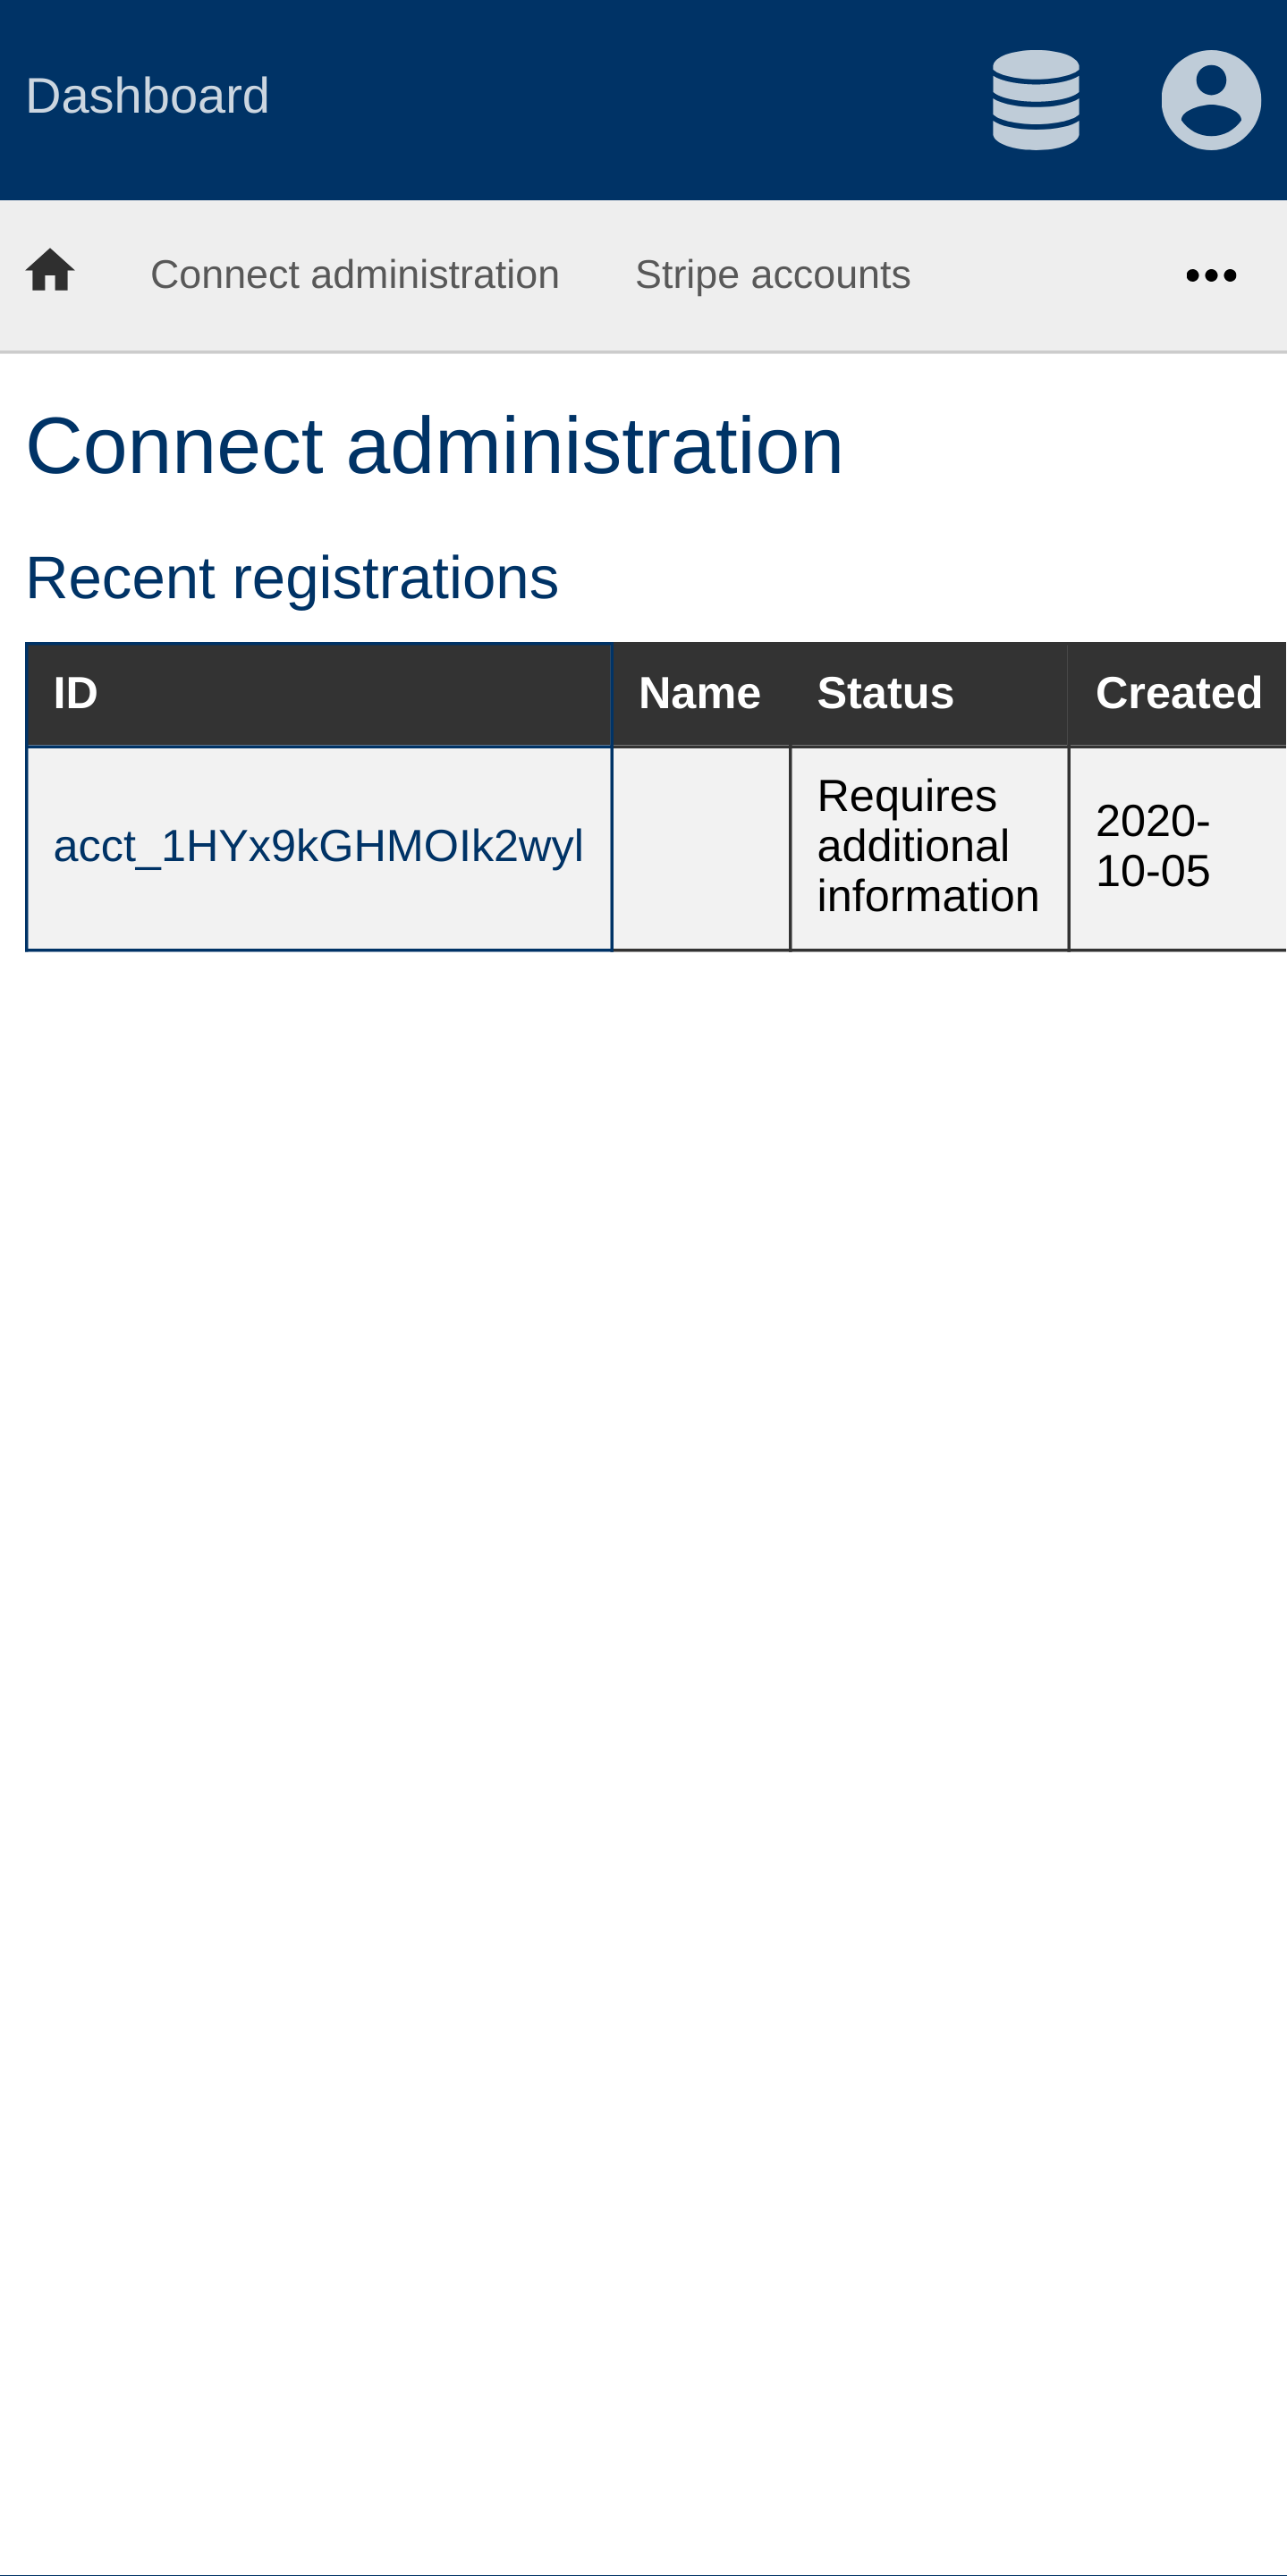 Dashboard
Connect administration Stripe accounts
Connect administration
Recent registrations
ID Name Status Created
acct_1HYx9kGHMOIk2wyl Requires additional information 2020-10-05